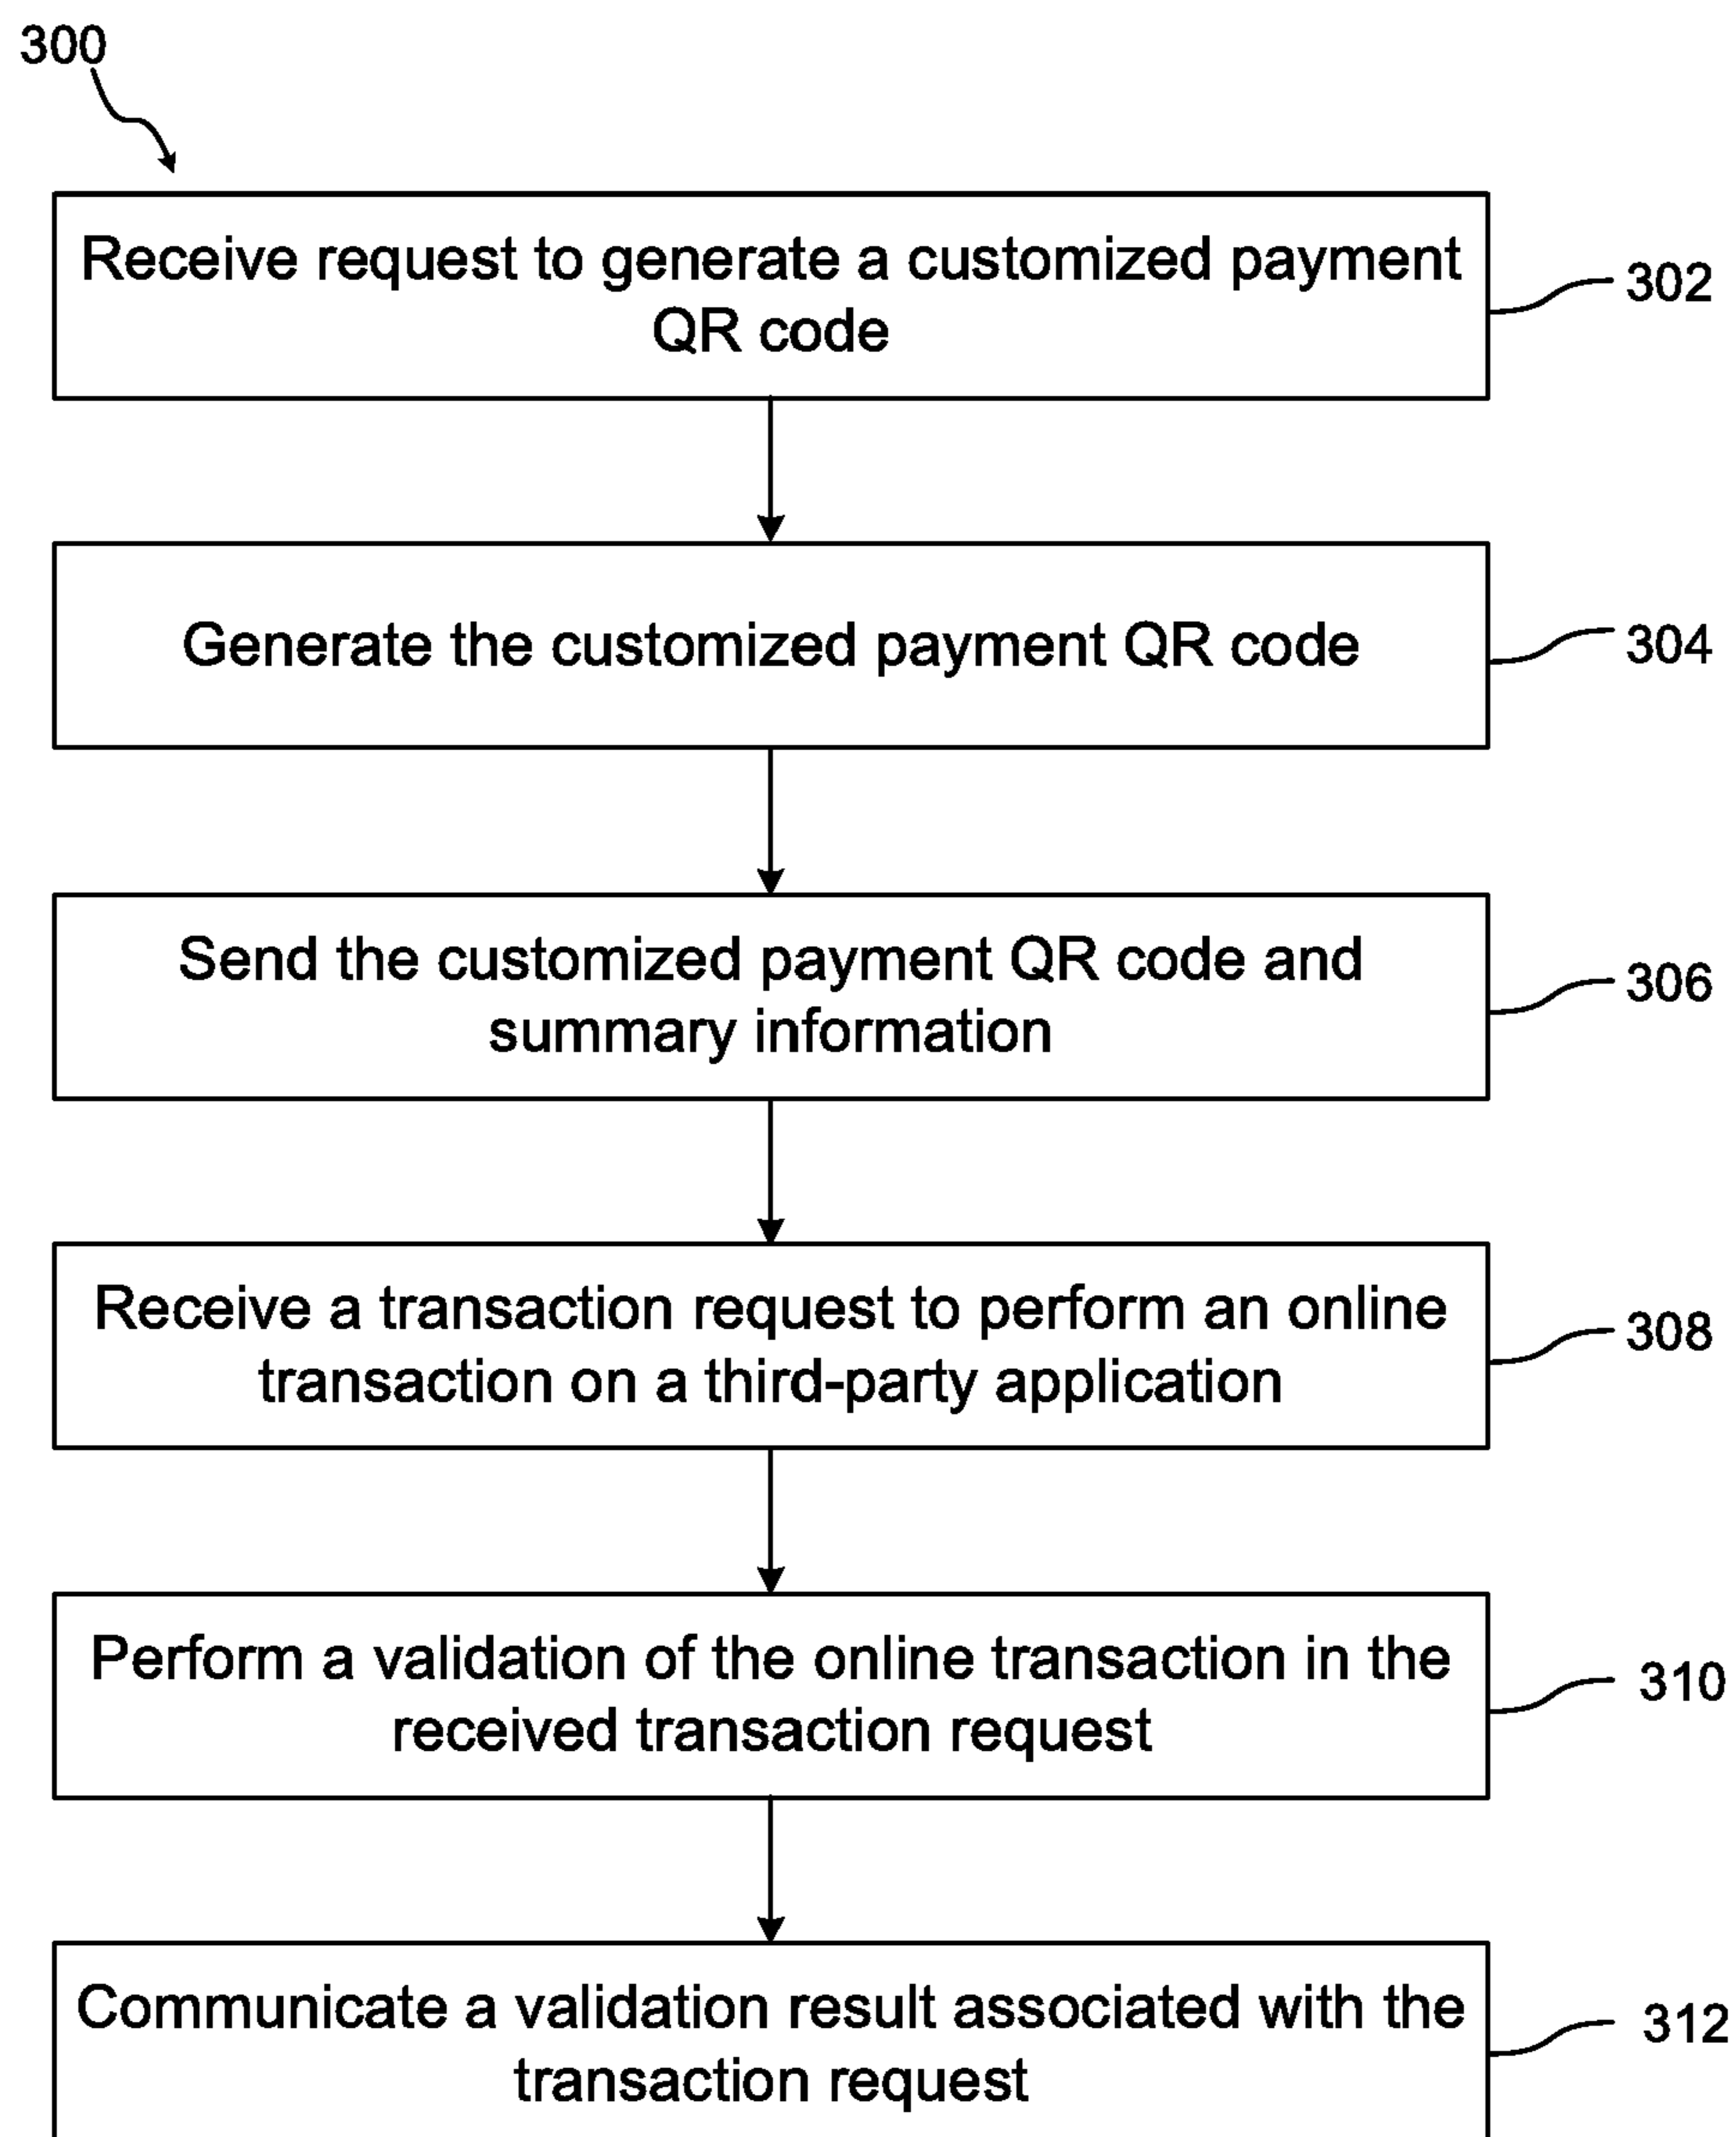 300
Receive request to generate a customized payment
QR code
302
Generate the customized payment QR code
304
Send the customized payment QR code and
summary information
306
Receive a transaction request to perform an online
transaction on a third-party application
308
Perform a validation of the online transaction in the
received transaction request
310
Communicate a validation result associated with the
transaction request
312